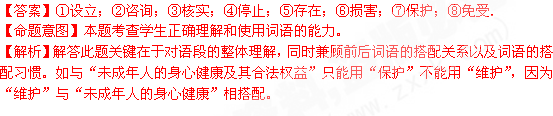 【答案】①设立；②咨询；③核实；④停止；⑤存在；⑥损害；⑦保护；⑧免受.
【命题意图】本题考查学生正确理解和使用词语的能力。
【解析】解答此题关键在于对语段的整体理解，同时兼顾前后词语的搭配关系以及词语的搭
配习惯。如与“未成年人的身心健康及其合法权益”只能用“保护”不能用“维护”，因为
“维护”与“未成年人的身心健康”相搭配。